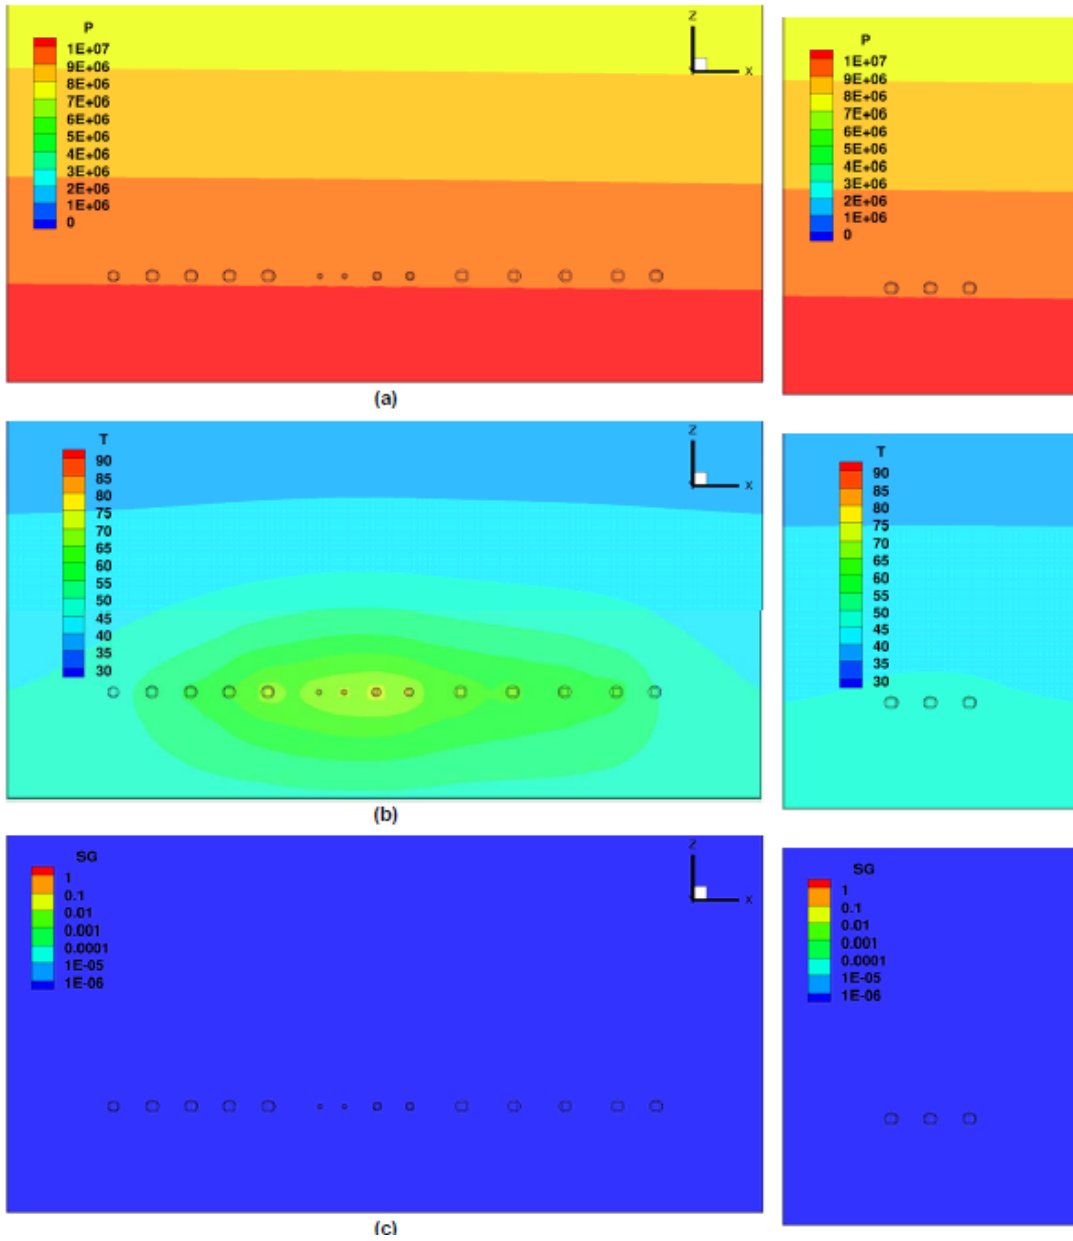 P
1E+07
9E+06
8E+06
7E+06
6E+06
5E+06
4E+06
3E+06
2E+06
1E+06
0
Z
X
P
1E+07
9E+06
8E+06
7E+06
6E+06
5E+06
4E+06
3E+06
2E+06
1E+06
0
(a)
T
90
85
80
75
70
65
60
55
50
45
40
35
30
Z
X
T
90
85
80
75
70
65
60
55
50
45
40
35
30
(b)
SG
1
0.1
0.01
0.001
0.0001
1E-05
1E-06
Z
X
SG
1
0.1
0.01
0.001
0.0001
1E-05
1E-06
(c)